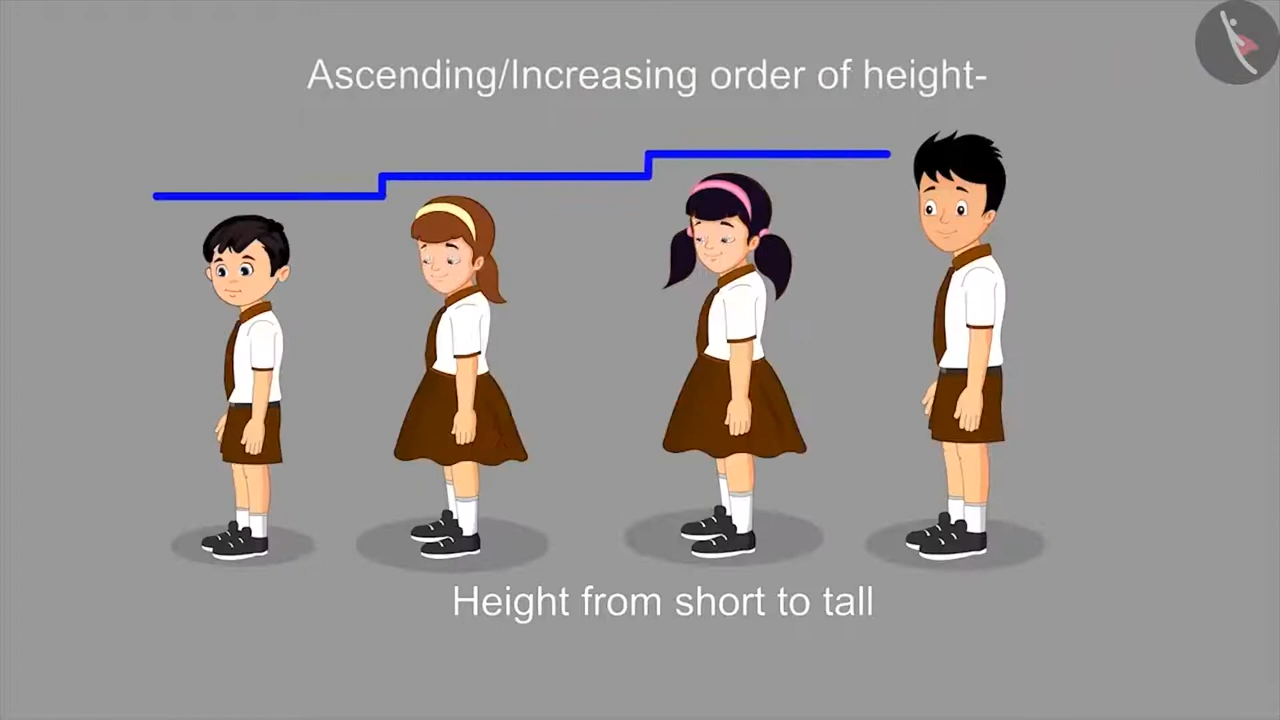 Ascending/Increasing order of height-
Height from short to tall